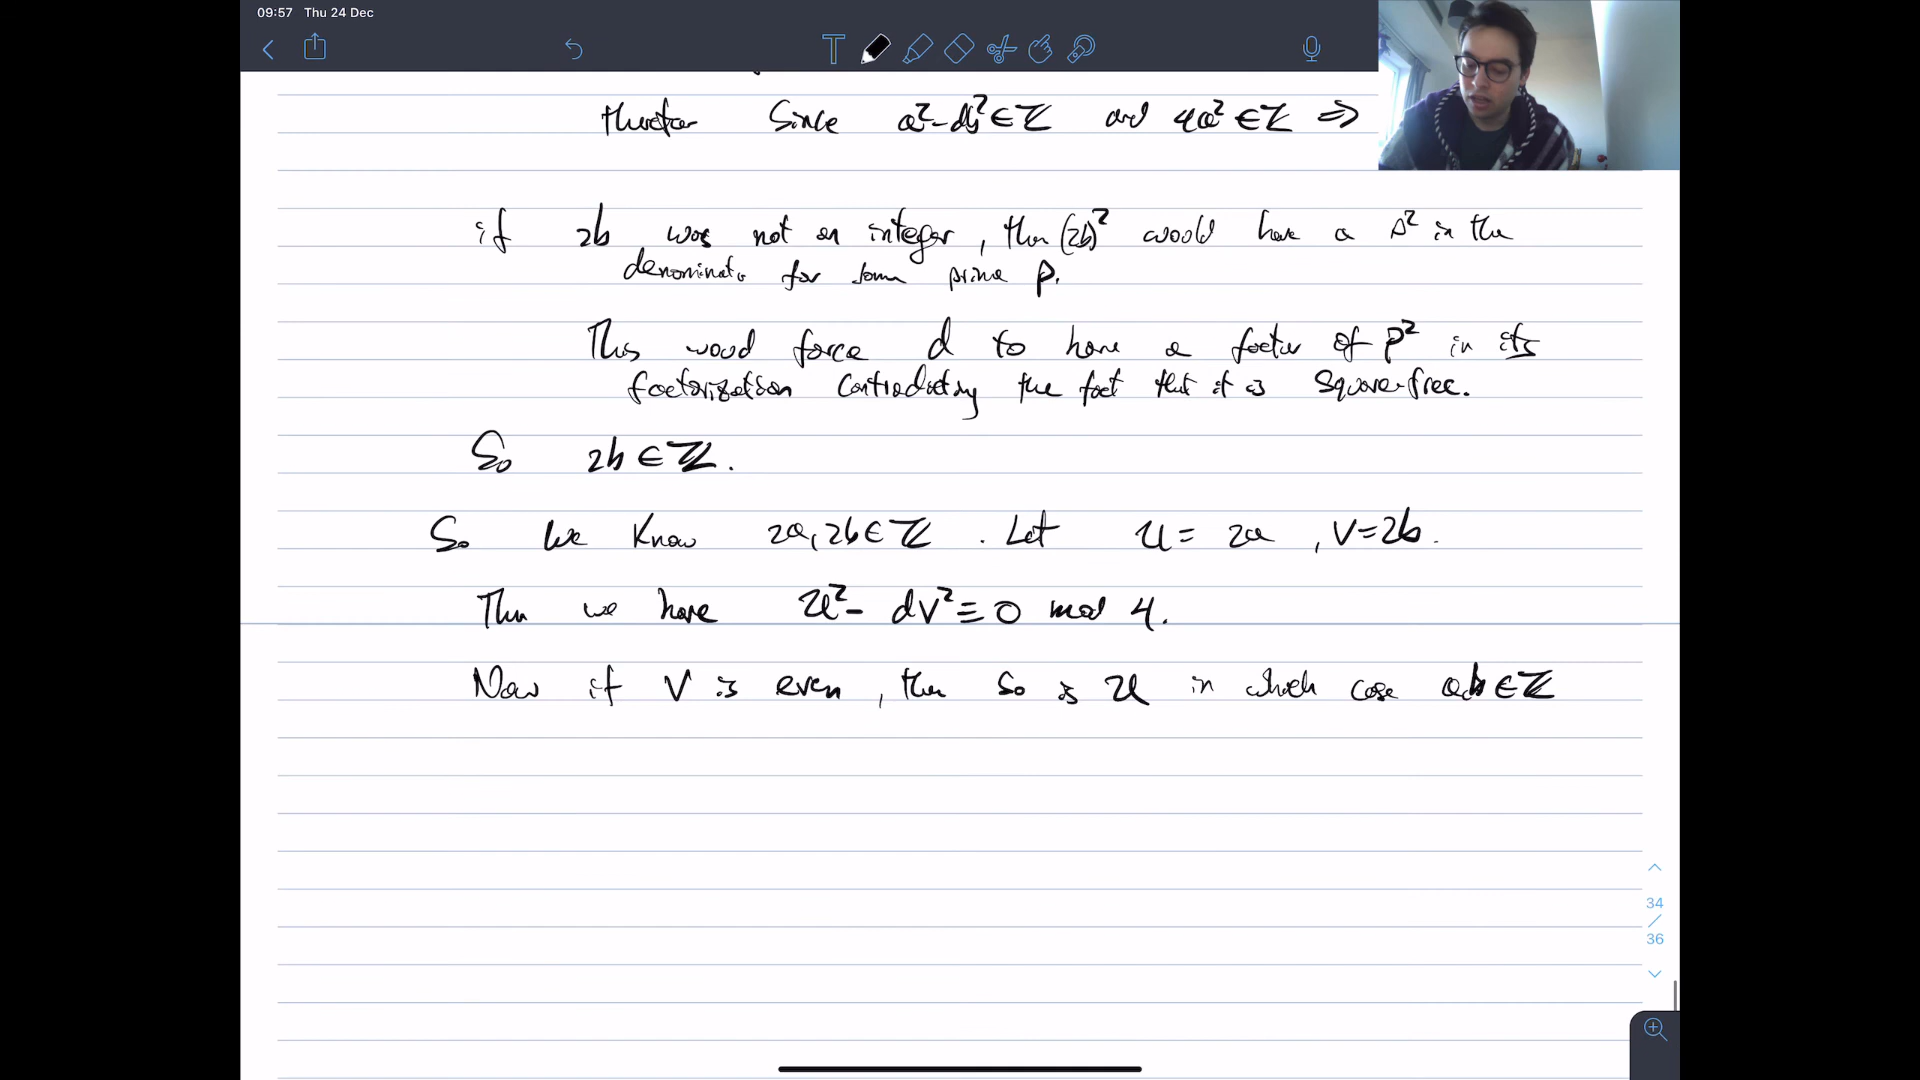 09:57 Thu 24 Dec
T
therefor Since a²-db² ∈ ℤ and 4a² ∈ ℤ ⇒
if 2b was not an integer, then (2b)² would have a p² in the
denominator for some prime p.
This woud force d to have a factor of p² in its
factorization contradicting the fact that it is square-free.
So 2b ∈ ℤ.
So we know 2a, 2b ∈ ℤ. Let u = 2a, v = 2b.
Then we have u² - dv² ≡ 0 mod 4.
Now if v is even, then so is u in which case a,b ∈ ℤ
34
/
36